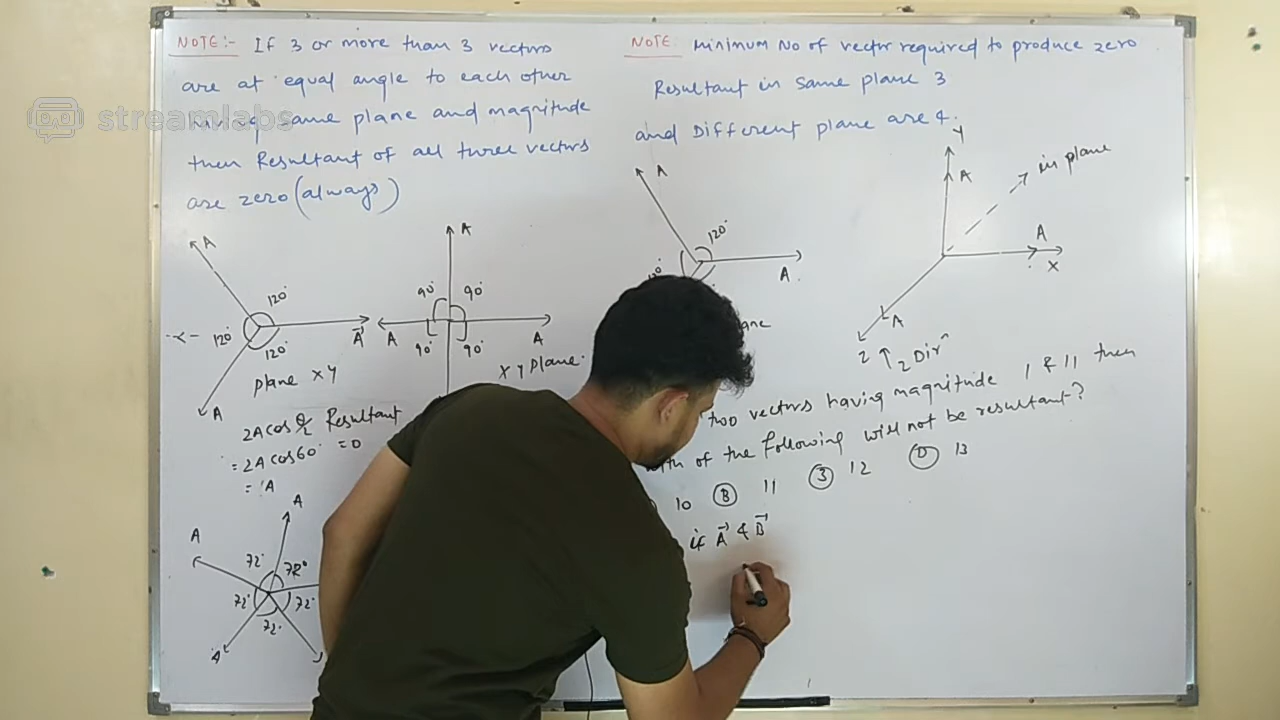 NOTE:- If 3 or more than 3 vectors
are at equal angle to each other
same plane and magnitude
then Resultant of all three vectors
are zero (always)
streamlabs
A
120°
120°
120°
A
A
plane XY
2A cos θ/2 Resultant
= 2A cos 60° = 0
= A
A
90°
90°
A
90°
90°
A
XY plane.
A
A
72°
72°
72°
72°
72°
NOTE Minimum No of vector required to produce zero
Resultant in same plane 3
and Different plane are 4.
A
120°
A
Y
A
in plane
A
X
A
Z
Z Dirⁿ
two vectors having magnitude 1 & 11 then
of the following will not be resultant?
10 B 11 3 12 D 13
if A⃗ & B⃗